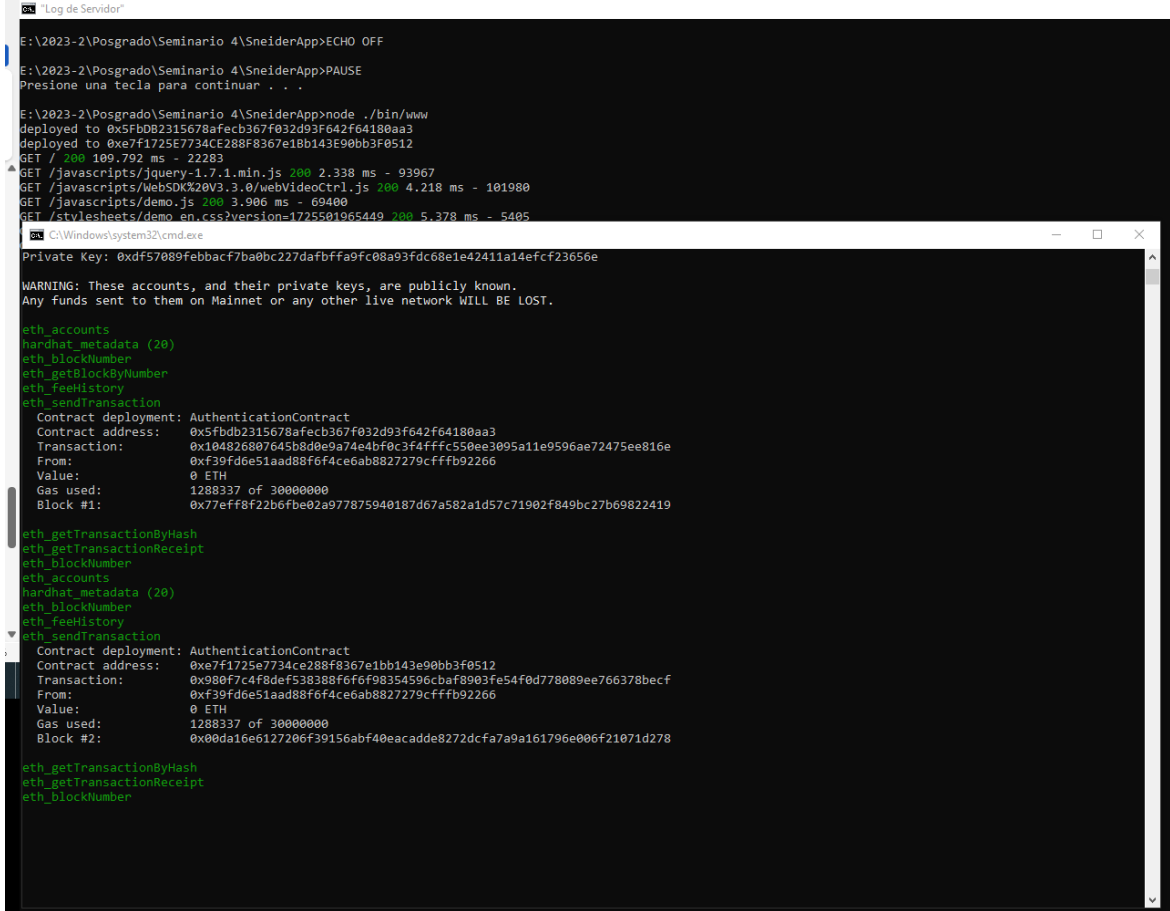 "Log de Servidor"
E:\2023-2\Posgrado\Seminario 4\SneiderApp>ECHO OFF
E:\2023-2\Posgrado\Seminario 4\SneiderApp>PAUSE
Presione una tecla para continuar . . .
E:\2023-2\Posgrado\Seminario 4\SneiderApp>node ./bin/www
deployed to 0x5FbDB2315678afecb367f032d93F642f64180aa3
deployed to 0xe7f1725E7734CE288F8367e1Bb143E90bb3F0512
GET / 200 109.792 ms - 22283
GET /javascripts/jquery-1.7.1.min.js 200 2.338 ms - 93967
GET /javascripts/WebSDK%20V3.3.0/webVideoCtrl.js 200 4.218 ms - 101980
GET /javascripts/demo.js 200 3.906 ms - 69400
GET /stylesheets/demo_en.css?version=1725501965449 200 5.378 ms - 5405
C:\Windows\system32\cmd.exe
Private Key: 0xdf57089febbacf7ba0bc227dafbffa9fc08a93fdc68e1e42411a14efcf23656e
WARNING: These accounts, and their private keys, are publicly known.
Any funds sent to them on Mainnet or any other live network WILL BE LOST.
eth_accounts
hardhat_metadata (20)
eth_blockNumber
eth_getBlockByNumber
eth_feeHistory
eth_sendTransaction
Contract deployment: AuthenticationContract
Contract address: 0x5fbdb2315678afecb367f032d93f642f64180aa3
Transaction: 0x104826807645b8d0e9a74e4bf0c3f4fffc550ee3095a11e9596ae72475ee816e
From: 0xf39fd6e51aad88f6f4ce6ab8827279cfffb92266
Value: 0 ETH
Gas used: 1288337 of 30000000
Block #1: 0x77eff8f22b6fbe02a977875940187d67a582a1d57c71902f849bc27b69822419
eth_getTransactionByHash
eth_getTransactionReceipt
eth_blockNumber
eth_accounts
hardhat_metadata (20)
eth_blockNumber
eth_feeHistory
eth_sendTransaction
Contract deployment: AuthenticationContract
Contract address: 0xe7f1725e7734ce288f8367e1bb143e90bb3f0512
Transaction: 0x980f7c4f8def538388f6f6f98354596cbaf8903fe54f0d778089ee766378becf
From: 0xf39fd6e51aad88f6f4ce6ab8827279cfffb92266
Value: 0 ETH
Gas used: 1288337 of 30000000
Block #2: 0x00da16e6127206f39156abf40eacadde8272dcfa7a9a161796e006f21071d278
eth_getTransactionByHash
eth_getTransactionReceipt
eth_blockNumber